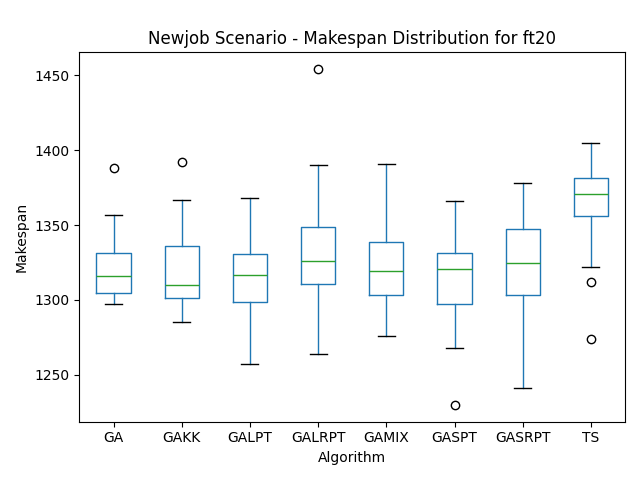 Newjob Scenario - Makespan Distribution for ft20
1450
1400
1350
1300
1250
Makespan
GA GAKK GALPT GALRPT GAMIX GASPT GASRPT TS
Algorithm